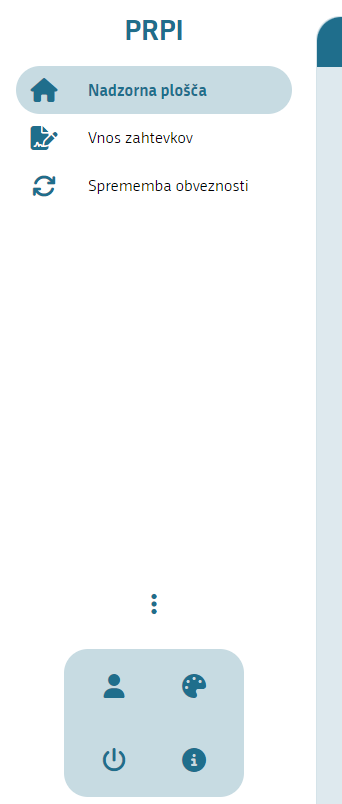 PRPI
Nadzorna plošča
Vnos zahtevkov
Sprememba obveznosti